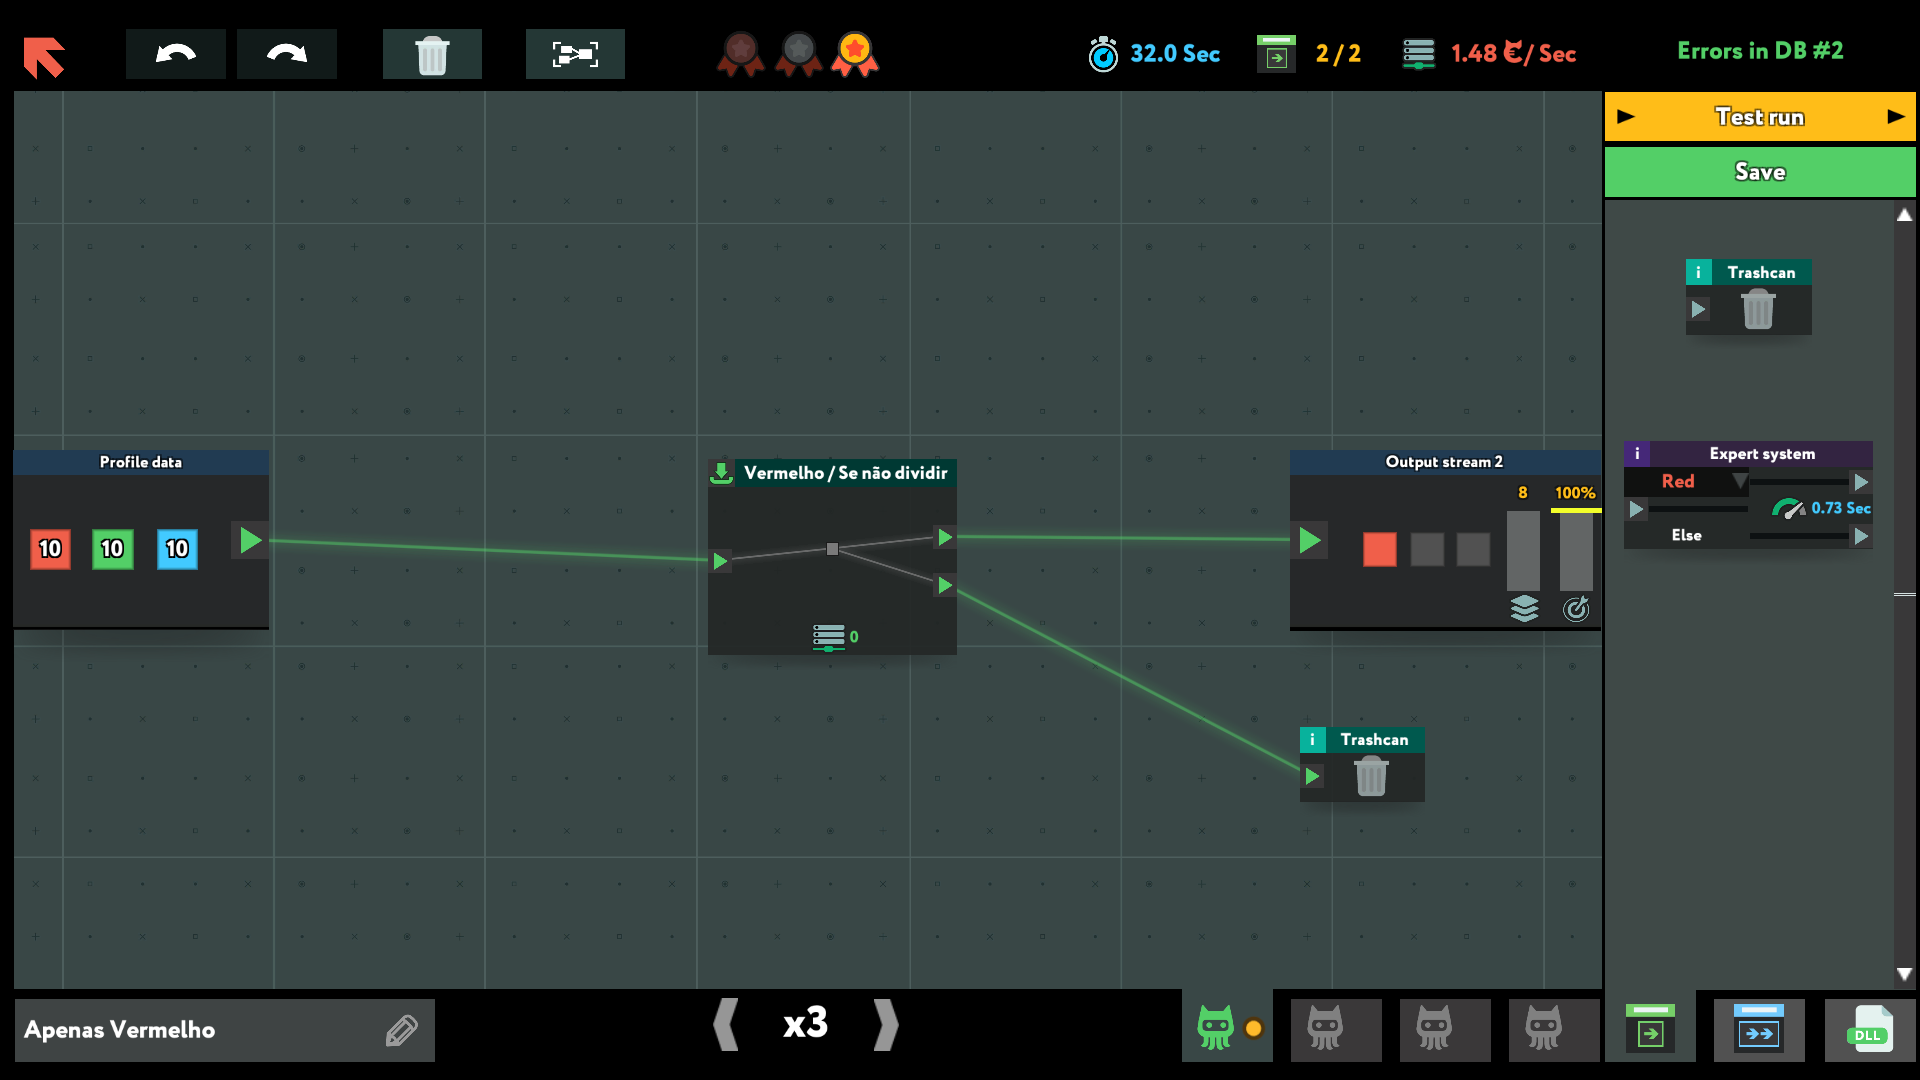 32.0 Sec
2 / 2
1.48 / Sec
Errors in DB #2
Test run
Save
i Trashcan
i Expert system
Red
0.73 Sec
Else
Profile data
10 10 10
Vermelho / Se não dividir
0
Output stream 2
8 100%
i Trashcan
Apenas Vermelho
x3
DLL